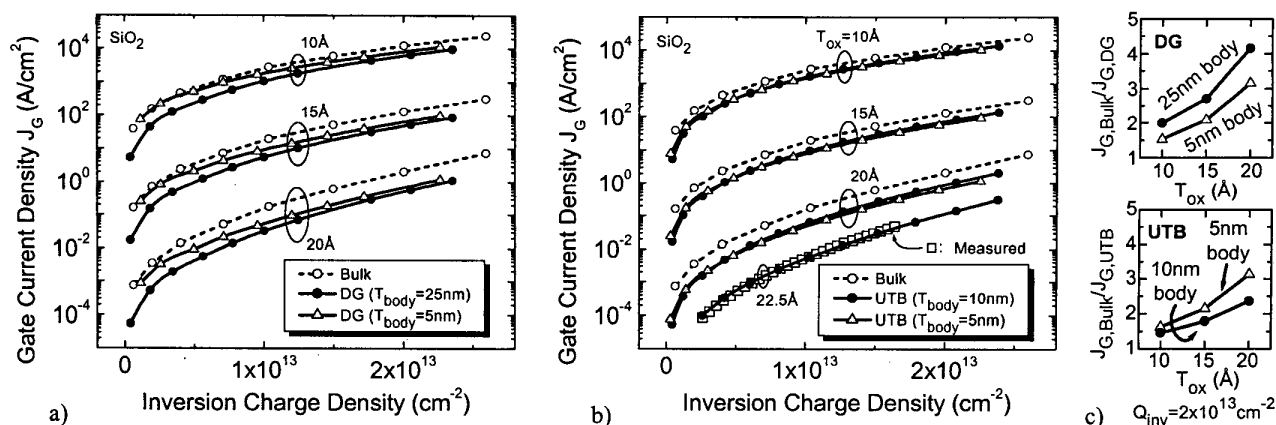 Gate Current Density J_G (A/cm²)
10⁴
10²
10⁰
10⁻²
10⁻⁴
SiO₂
10Å
15Å
20Å
Bulk
DG (T_body=25nm)
DG (T_body=5nm)
0
1x10¹³
2x10¹³
Inversion Charge Density (cm⁻²)
a)
Gate Current Density J_G (A/cm²)
10⁴
10²
10⁰
10⁻²
10⁻⁴
SiO₂
T_ox=10Å
15Å
20Å
□: Measured
22.5Å
Bulk
UTB (T_body=10nm)
UTB (T_body=5nm)
0
1x10¹³
2x10¹³
Inversion Charge Density (cm⁻²)
b)
J_G,Bulk/J_G,DG
5
4
3
2
1
DG
25nm body
5nm body
10
15
20
T_ox (Å)
J_G,Bulk/J_G,UTB
5
4
3
2
1
UTB
5nm
body
10nm
body
10
15
20
T_ox (Å)
c)
Q_inv=2x10¹³cm⁻²